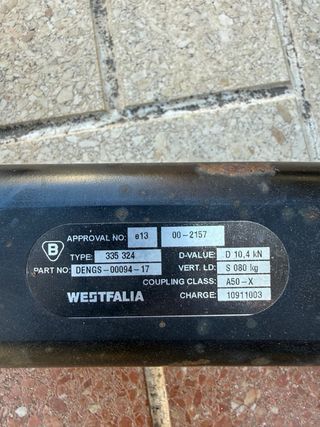 B
APPROVAL NO: e13 00-2157
TYPE: 335 324 D-VALUE: D 10,4 kN
PART NO: DENGS-00094-17 VERT. LD: S 080 kg
COUPLING CLASS: A50-X
WESTFALIA CHARGE: 10911003